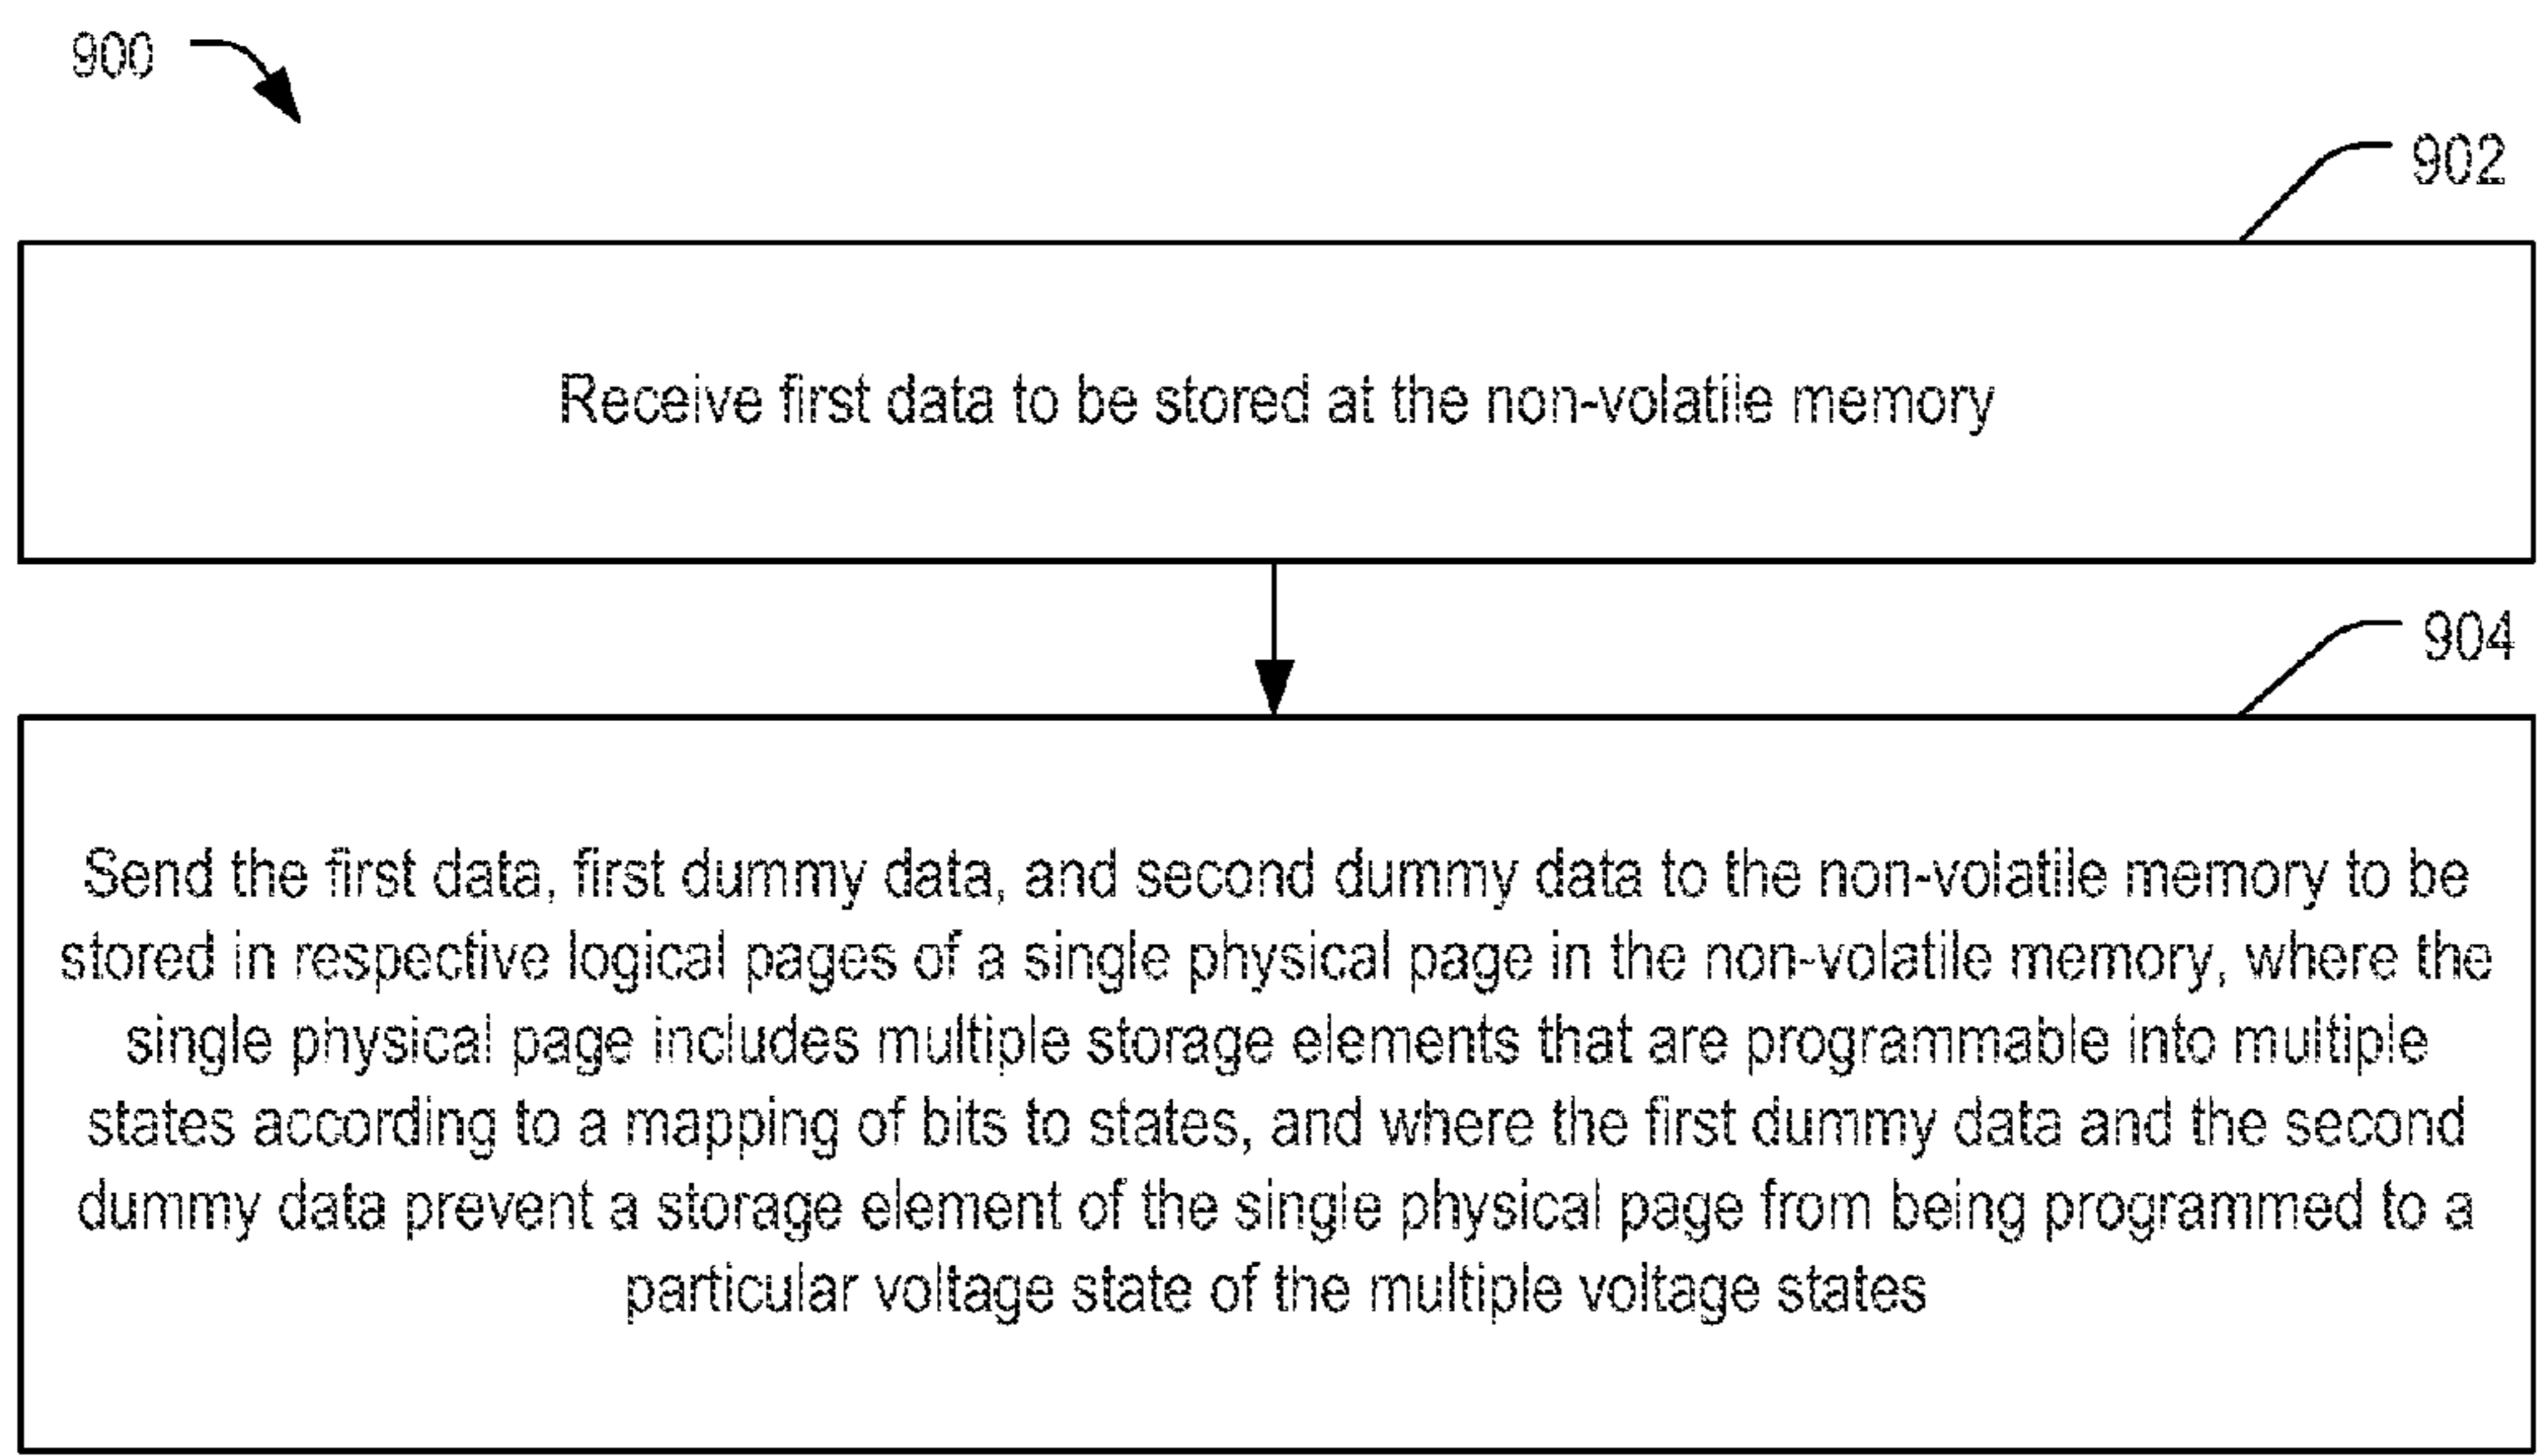 900
902
Receive first data to be stored at the non-volatile memory
904
Send the first data, first dummy data, and second dummy data to the non-volatile memory to be
stored in respective logical pages of a single physical page in the non-volatile memory, where the
single physical page includes multiple storage elements that are programmable into multiple
states according to a mapping of bits to states, and where the first dummy data and the second
dummy data prevent a storage element of the single physical page from being programmed to a
particular voltage state of the multiple voltage states